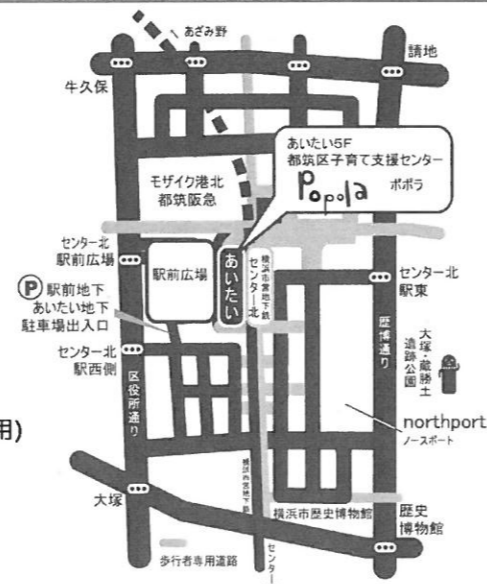 あざみ野
請地
牛久保
あいたい5F
都筑区子育て支援センター
Popola ポポラ
モザイク港北
都筑阪急
センター北
駅前広場
駅前広場
あいたい
横浜市営地下鉄
センター北
センター北
駅東
P 駅前地下
あいたい地下
駐車場出入口
センター北
駅西側
区役所通り
歴博通り
大塚・歳勝土
遺跡公園
northport
ノースポート
用)
大塚
横浜市営地下鉄
横浜市歴史博物館
歴史
博物館
歩行者専用道路
センター